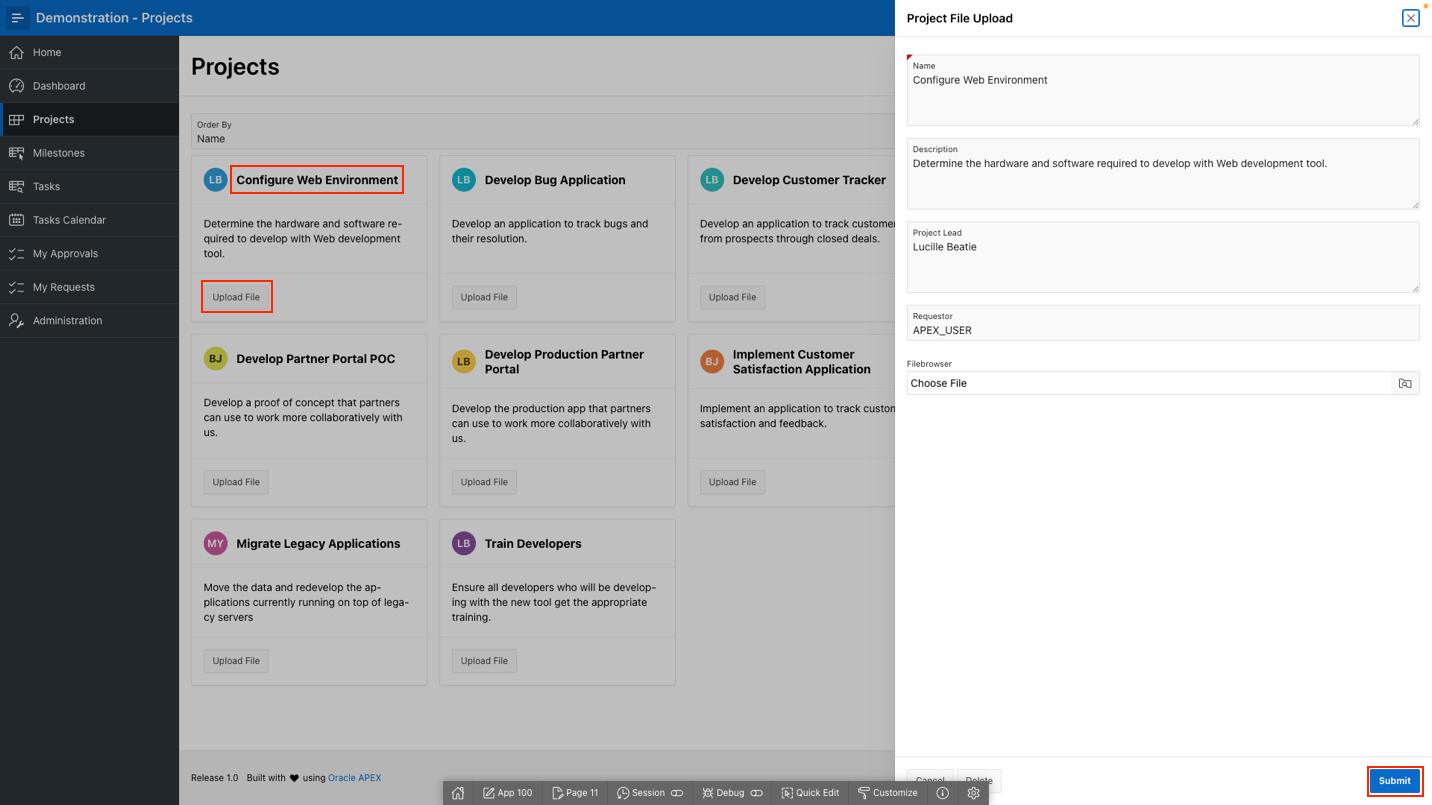 Demonstration - Projects
Home
Dashboard
Projects
Milestones
Tasks
Tasks Calendar
My Approvals
My Requests
Administration
Projects
Order By
Name
LB
Configure Web Environment
Determine the hardware and software re-
quired to develop with Web development
tool.
Upload File
LB
Develop Bug Application
Develop an application to track bugs and
their resolution.
Upload File
LB
Develop Customer Tracker
Develop an application to track customer
from prospects through closed deals.
Upload File
BJ
Develop Partner Portal POC
Develop a proof of concept that partners
can use to work more collaboratively with
us.
Upload File
LB
Develop Production Partner
Portal
Develop the production app that partners
can use to work more collaboratively with
us.
Upload File
BJ
Implement Customer
Satisfaction Application
Implement an application to track custom
satisfaction and feedback.
Upload File
MY
Migrate Legacy Applications
Move the data and redevelop the ap-
plications currently running on top of lega-
cy servers
Upload File
LB
Train Developers
Ensure all developers who will be develop-
ing with the new tool get the appropriate
training.
Upload File
Release 1.0 Built with ♥ using Oracle APEX
Project File Upload
Name
Configure Web Environment
Description
Determine the hardware and software required to develop with Web development tool.
Project Lead
Lucille Beatie
Requestor
APEX_USER
Filebrowser
Choose File
Cancel
Delete
Submit
App 100
Page 11
Session
Debug
Quick Edit
Customize